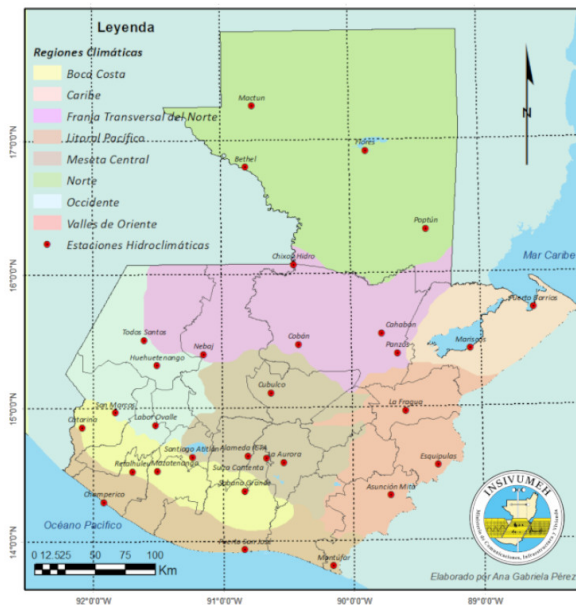 Leyenda
Regiones Climáticas
Boca Costa
Caribe
Franja Transversal del Norte
Litoral Pacífico
Meseta Central
Norte
Occidente
Valles de Oriente
Estaciones Hidroclimáticas
N
Mactun
Flores
Bethel
Poptún
Chixoy Hidro
Mar Caribe
Puerto Barrios
Cahabon
Todos Santos
Cobán
Nebaj
Panzós
Mariscos
Huehuetenango
Cubulco
San Marcos
La Fragua
Catarina
Labor Ovalle
Santiago Atitlán
Alameda ICTA
La Aurora
Suiza Contenta
Esquipulas
Retalhuleu
Mazatenango
Sabana Grande
Asunción Mita
Champerico
Océano Pacífico
Puerto San José
Montúfar
INSIVUMEH
Ministerio de Comunicaciones, Infraestructura y Vivienda
0 12.525 50 75 100
Km
Elaborado por Ana Gabriela Pérez
17°0'0"N
16°0'0"N
15°0'0"N
14°0'0"N
92°0'0"W
91°0'0"W
90°0'0"W
89°0'0"W